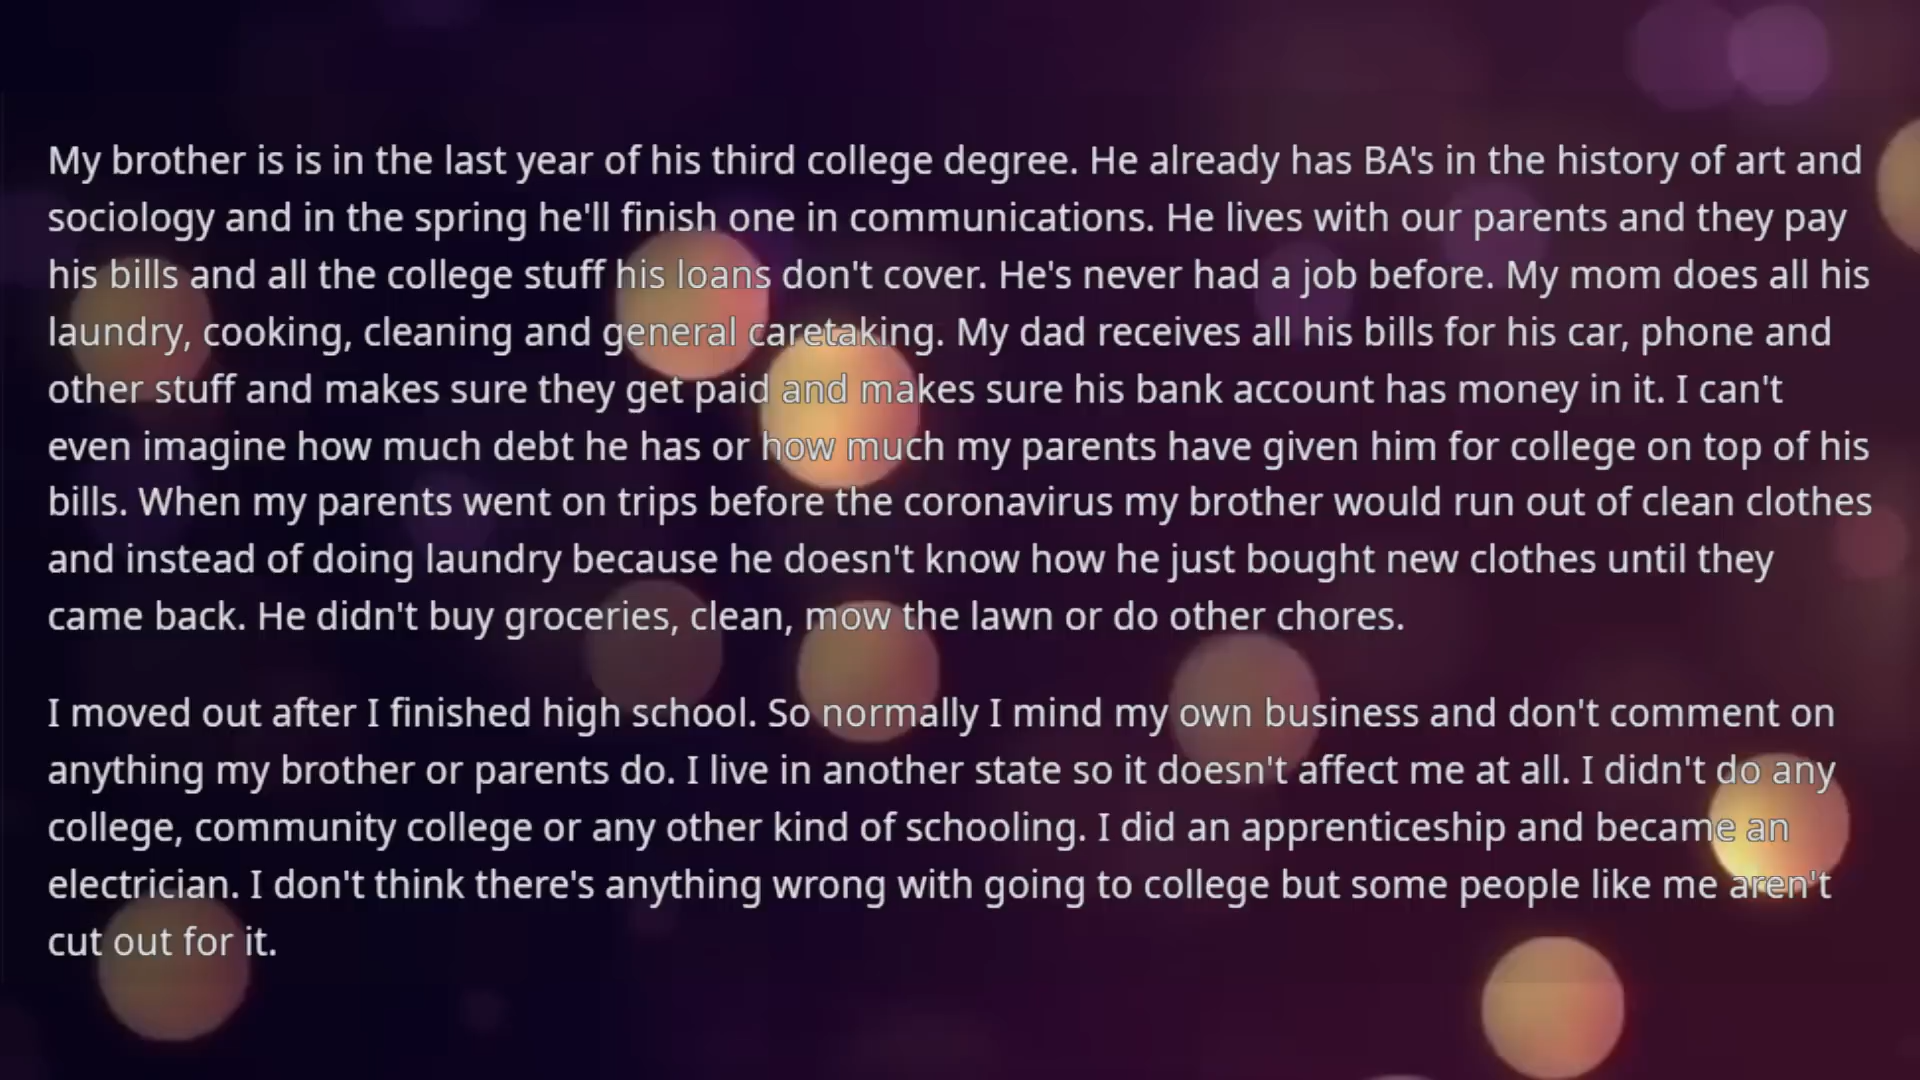 My brother is is in the last year of his third college degree. He already has BA's in the history of art and
sociology and in the spring he'll finish one in communications. He lives with our parents and they pay
his bills and all the college stuff his loans don't cover. He's never had a job before. My mom does all his
laundry, cooking, cleaning and general caretaking. My dad receives all his bills for his car, phone and
other stuff and makes sure they get paid and makes sure his bank account has money in it. I can't
even imagine how much debt he has or how much my parents have given him for college on top of his
bills. When my parents went on trips before the coronavirus my brother would run out of clean clothes
and instead of doing laundry because he doesn't know how he just bought new clothes until they
came back. He didn't buy groceries, clean, mow the lawn or do other chores.
I moved out after I finished high school. So normally I mind my own business and don't comment on
anything my brother or parents do. I live in another state so it doesn't affect me at all. I didn't do any
college, community college or any other kind of schooling. I did an apprenticeship and became an
electrician. I don't think there's anything wrong with going to college but some people like me aren't
cut out for it.